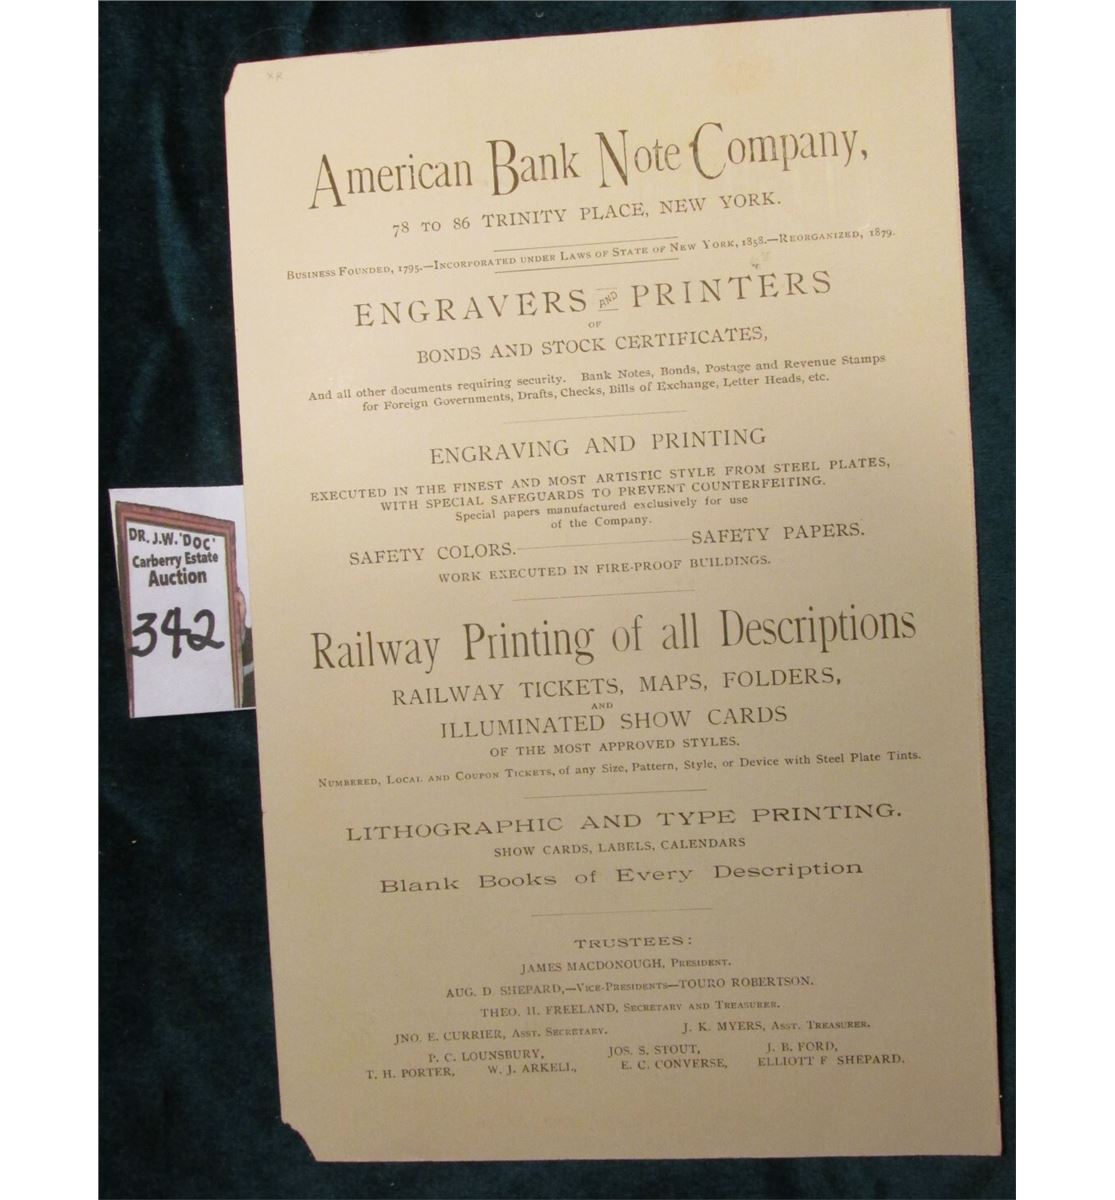 American Bank Note Company,
78 TO 86 TRINITY PLACE, NEW YORK.
BUSINESS FOUNDED, 1795.—INCORPORATED UNDER LAWS OF STATE OF NEW YORK, 1858.—REORGANIZED, 1879.
ENGRAVERS AND PRINTERS
OF
BONDS AND STOCK CERTIFICATES,
And all other documents requiring security. Bank Notes, Bonds, Postage and Revenue Stamps
for Foreign Governments, Drafts, Checks, Bills of Exchange, Letter Heads, etc.
ENGRAVING AND PRINTING
EXECUTED IN THE FINEST AND MOST ARTISTIC STYLE FROM STEEL PLATES,
WITH SPECIAL SAFEGUARDS TO PREVENT COUNTERFEITING.
Special papers manufactured exclusively for use
of the Company.
SAFETY COLORS.—SAFETY PAPERS.
WORK EXECUTED IN FIRE-PROOF BUILDINGS.
Railway Printing of all Descriptions
RAILWAY TICKETS, MAPS, FOLDERS,
AND
ILLUMINATED SHOW CARDS
OF THE MOST APPROVED STYLES.
NUMBERED, LOCAL AND COUPON TICKETS, of any Size, Pattern, Style, or Device with Steel Plate Tints.
LITHOGRAPHIC AND TYPE PRINTING.
SHOW CARDS, LABELS, CALENDARS
Blank Books of Every Description
TRUSTEES:
JAMES MACDONOUGH, PRESIDENT.
AUG. D. SHEPARD,—VICE-PRESIDENTS—TOURO ROBERTSON.
THEO. H. FREELAND, SECRETARY AND TREASURER.
JNO. E. CURRIER, ASST. SECRETARY. J. K. MYERS, ASST. TREASURER.
P. C. LOUNSBURY, JOS. S. STOUT, J. B. FORD,
T. H. PORTER, W. J. ARKELL, E. C. CONVERSE, ELLIOTT F SHEPARD.
DR. J.W. 'DOC'
Carberry Estate
Auction
342